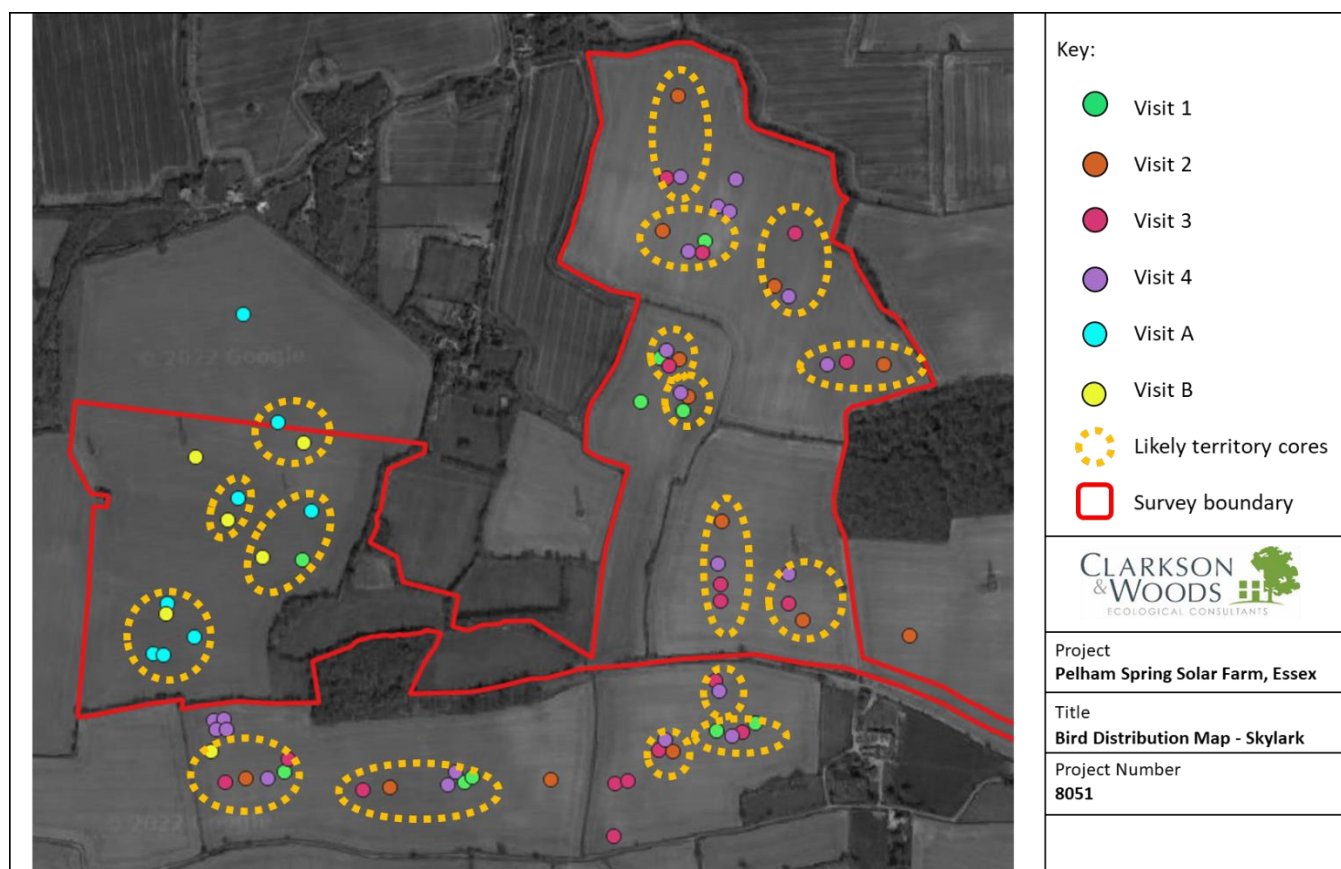 2022 Google
© 2022 Google
Key:
Visit 1
Visit 2
Visit 3
Visit 4
Visit A
Visit B
Likely territory cores
Survey boundary
CLARKSON
& WOODS
ECOLOGICAL CONSULTANTS
Project
Pelham Spring Solar Farm, Essex
Title
Bird Distribution Map - Skylark
Project Number
8051